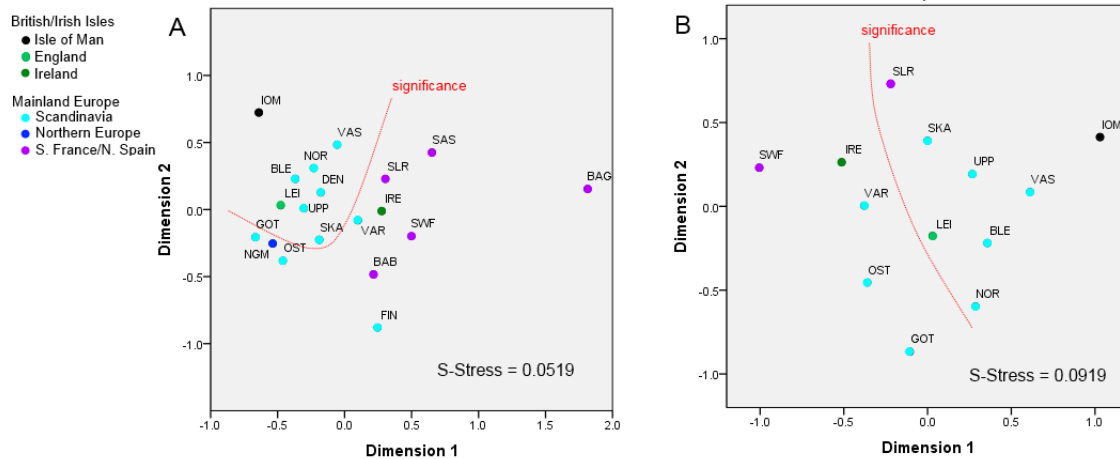 British/Irish Isles
Isle of Man
England
Ireland
Mainland Europe
Scandinavia
Northern Europe
S. France/N. Spain
A
significance
IOM
VAS
NOR
BLE
DEN
LEI
UPP
GOT
SKA
NGM
OST
SAS
SLR
BAG
IRE
VAR
SWF
BAB
FIN
S-Stress = 0.0519
Dimension 2
1.0
0.5
0.0
-0.5
-1.0
-1.0
-0.5
0.0
0.5
1.0
1.5
2.0
Dimension 1
B
significance
SLR
SKA
IOM
SWF
IRE
UPP
VAS
VAR
LEI
BLE
OST
NOR
GOT
S-Stress = 0.0919
Dimension 2
1.0
0.5
0.0
-0.5
-1.0
-1.0
-0.5
0.0
0.5
1.0
Dimension 1